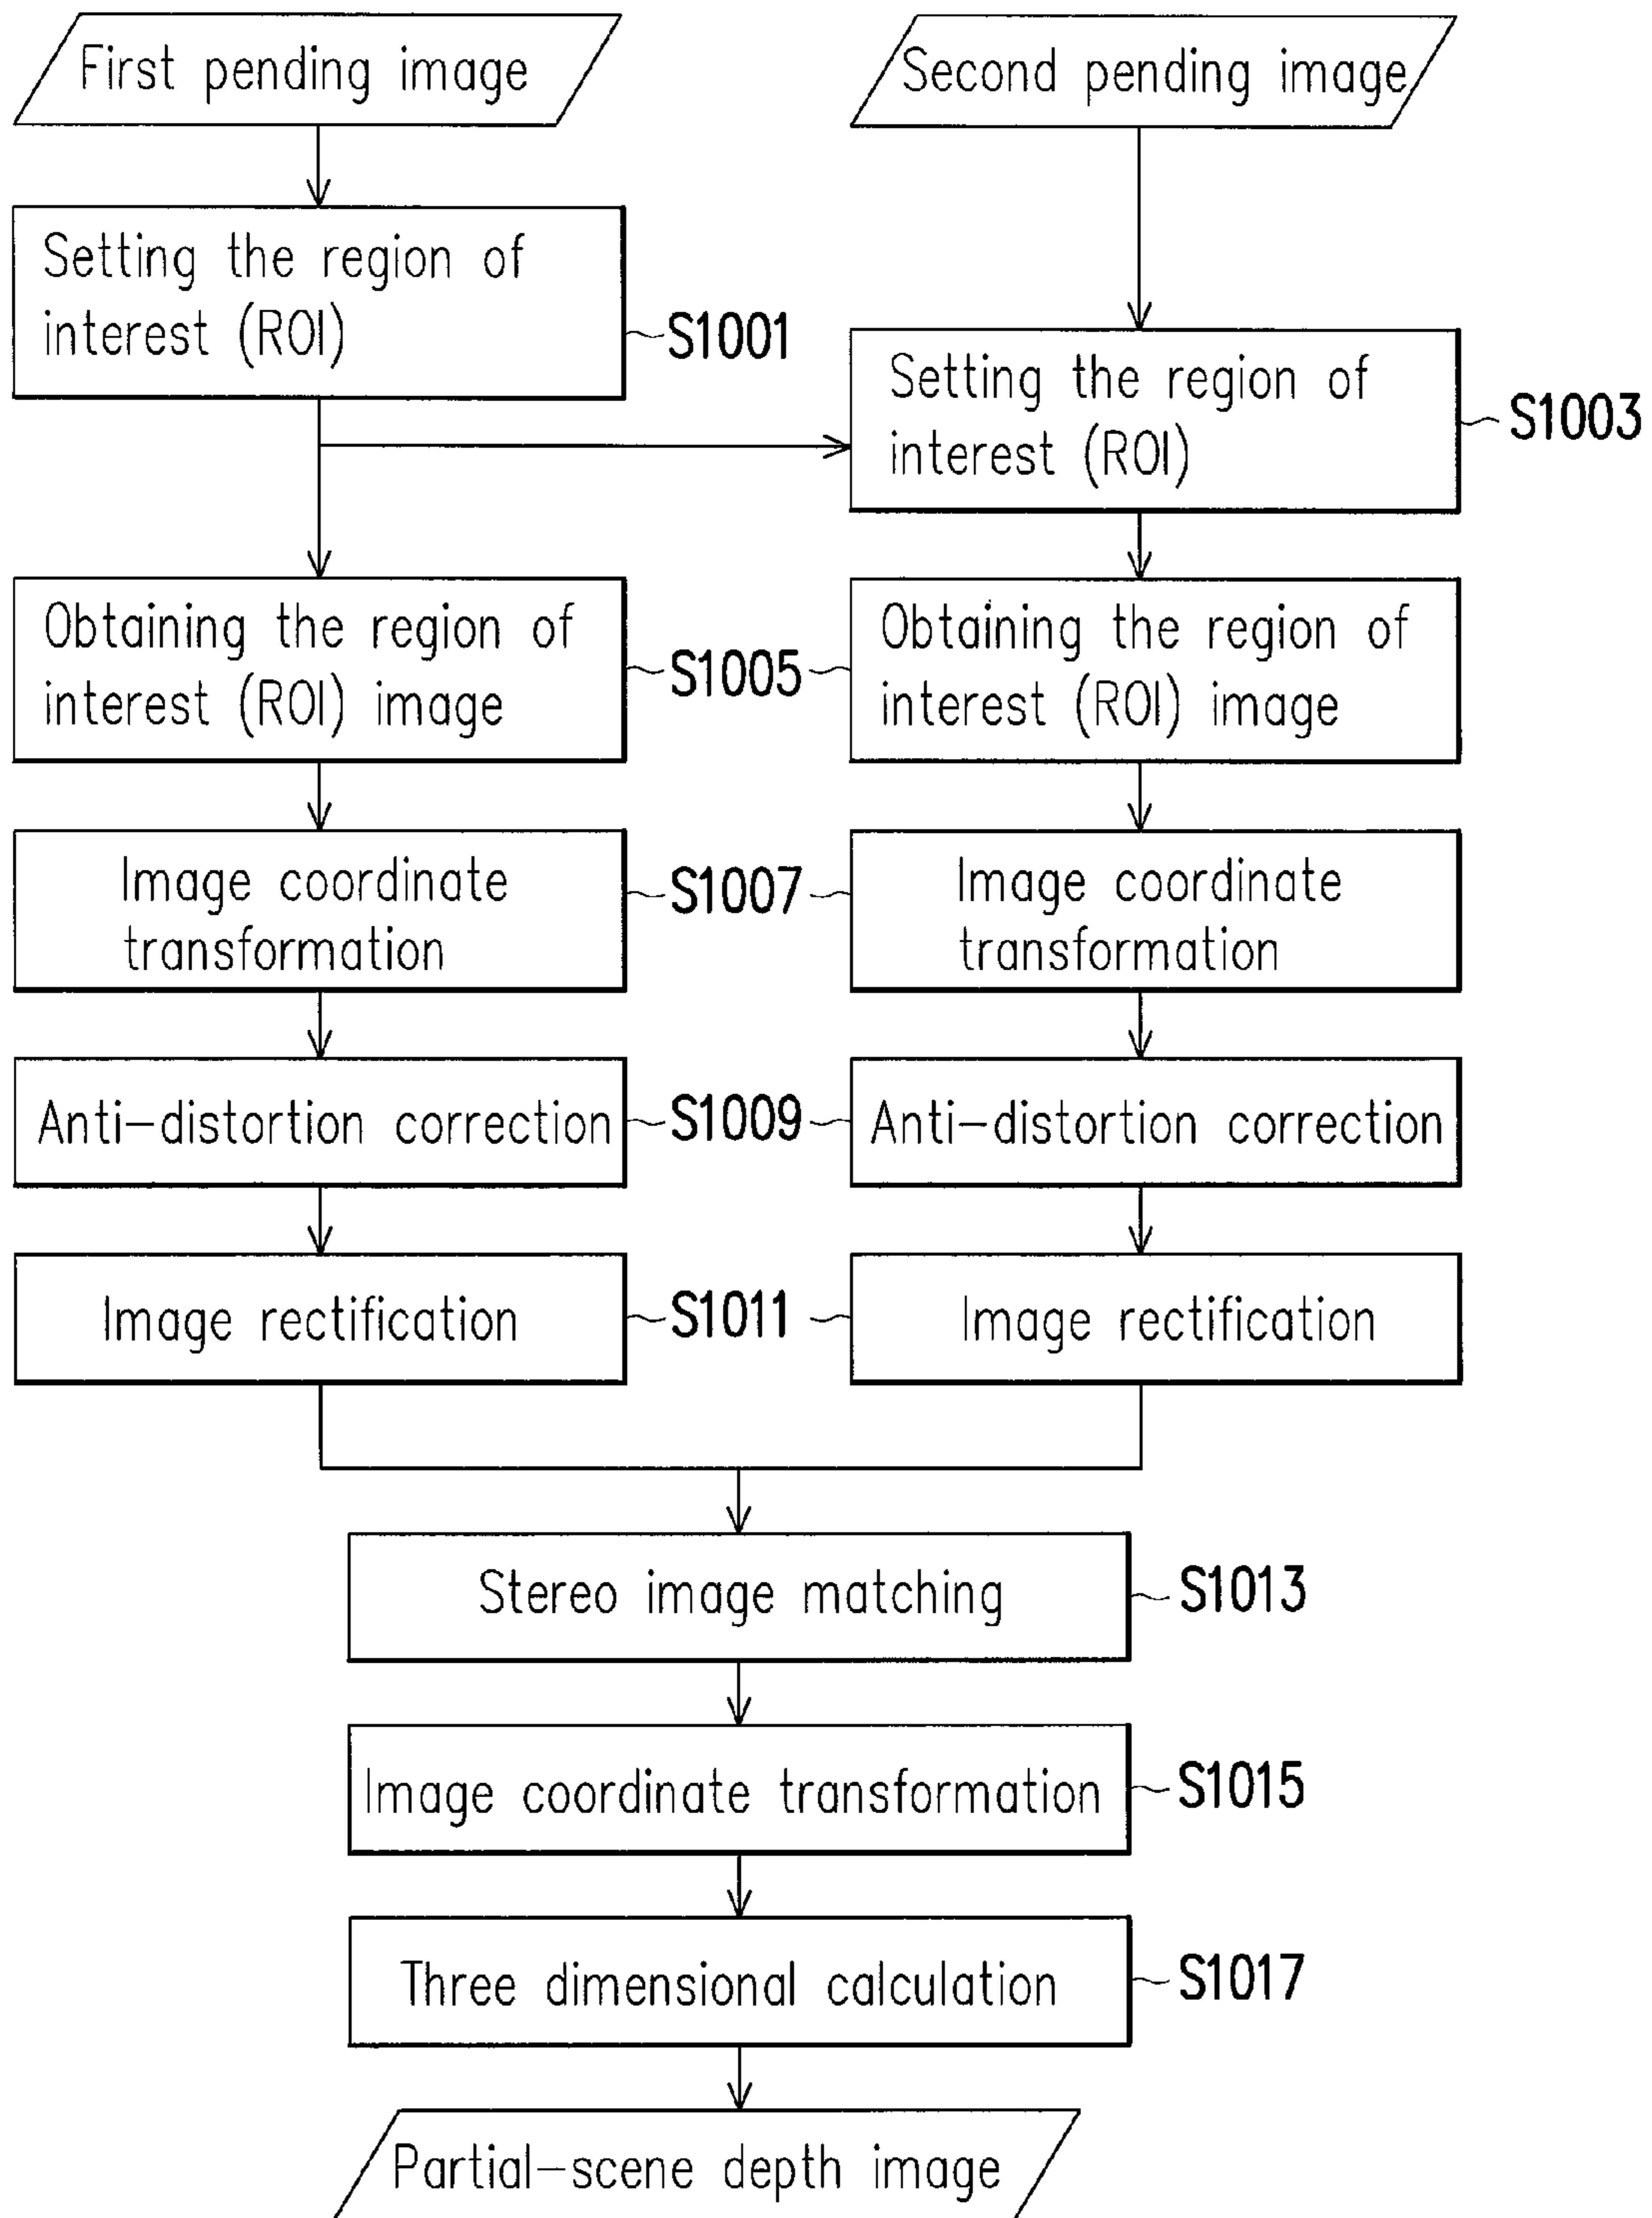 First pending image
Second pending image
Setting the region of
interest (ROI)
S1001
Setting the region of
interest (ROI)
S1003
Obtaining the region of
interest (ROI) image
S1005
Obtaining the region of
interest (ROI) image
Image coordinate
transformation
S1007
Image coordinate
transformation
Anti-distortion correction
S1009
Anti-distortion correction
Image rectification
S1011
Image rectification
Stereo image matching
S1013
Image coordinate transformation
S1015
Three dimensional calculation
S1017
Partial-scene depth image